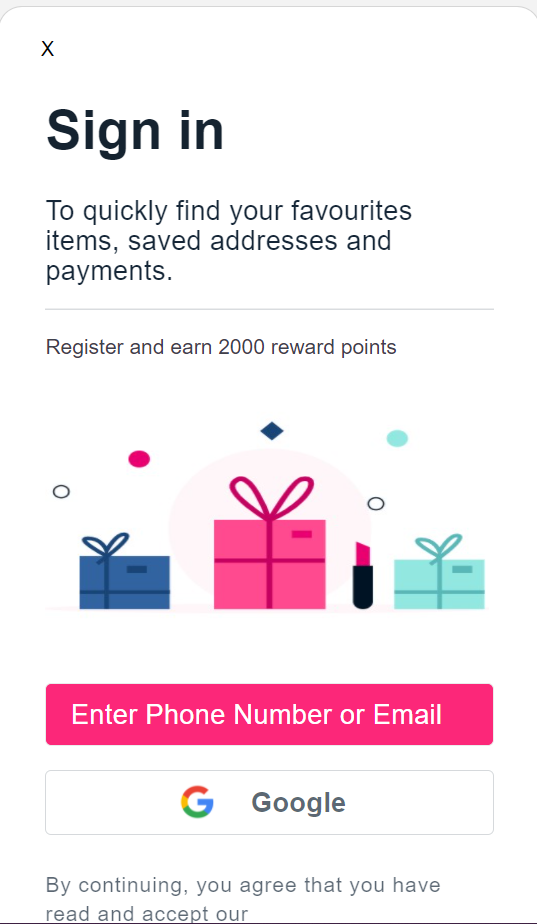 X
Sign in
To quickly find your favourites
items, saved addresses and
payments.
Register and earn 2000 reward points
Enter Phone Number or Email
Google
By continuing, you agree that you have
read and accept our